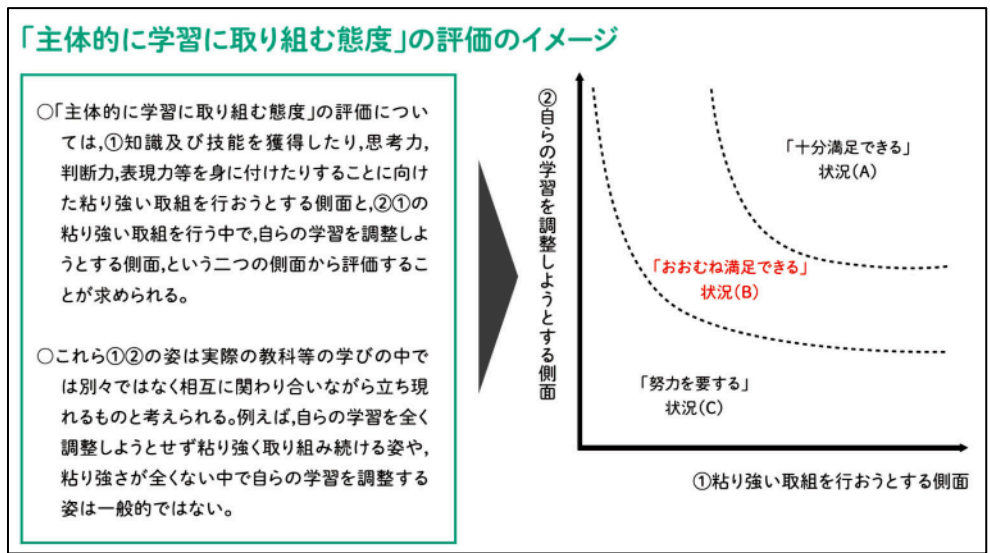 「主体的に学習に取り組む態度」の評価のイメージ
○「主体的に学習に取り組む態度」の評価につい
ては,①知識及び技能を獲得したり,思考力,
判断力,表現力等を身に付けたりすることに向け
た粘り強い取組を行おうとする側面と,②①の
粘り強い取組を行う中で,自らの学習を調整しよ
うとする側面,という二つの側面から評価するこ
とが求められる。
○これら①②の姿は実際の教科等の学びの中で
は別々ではなく相互に関わり合いながら立ち現
れるものと考えられる。例えば,自らの学習を全く
調整しようとせず粘り強く取り組み続ける姿や,
粘り強さが全くない中で自らの学習を調整する
姿は一般的ではない。
②自らの学習を調整しようとする側面
「十分満足できる」
状況(A)
「おおむね満足できる」
状況(B)
「努力を要する」
状況(C)
①粘り強い取組を行おうとする側面